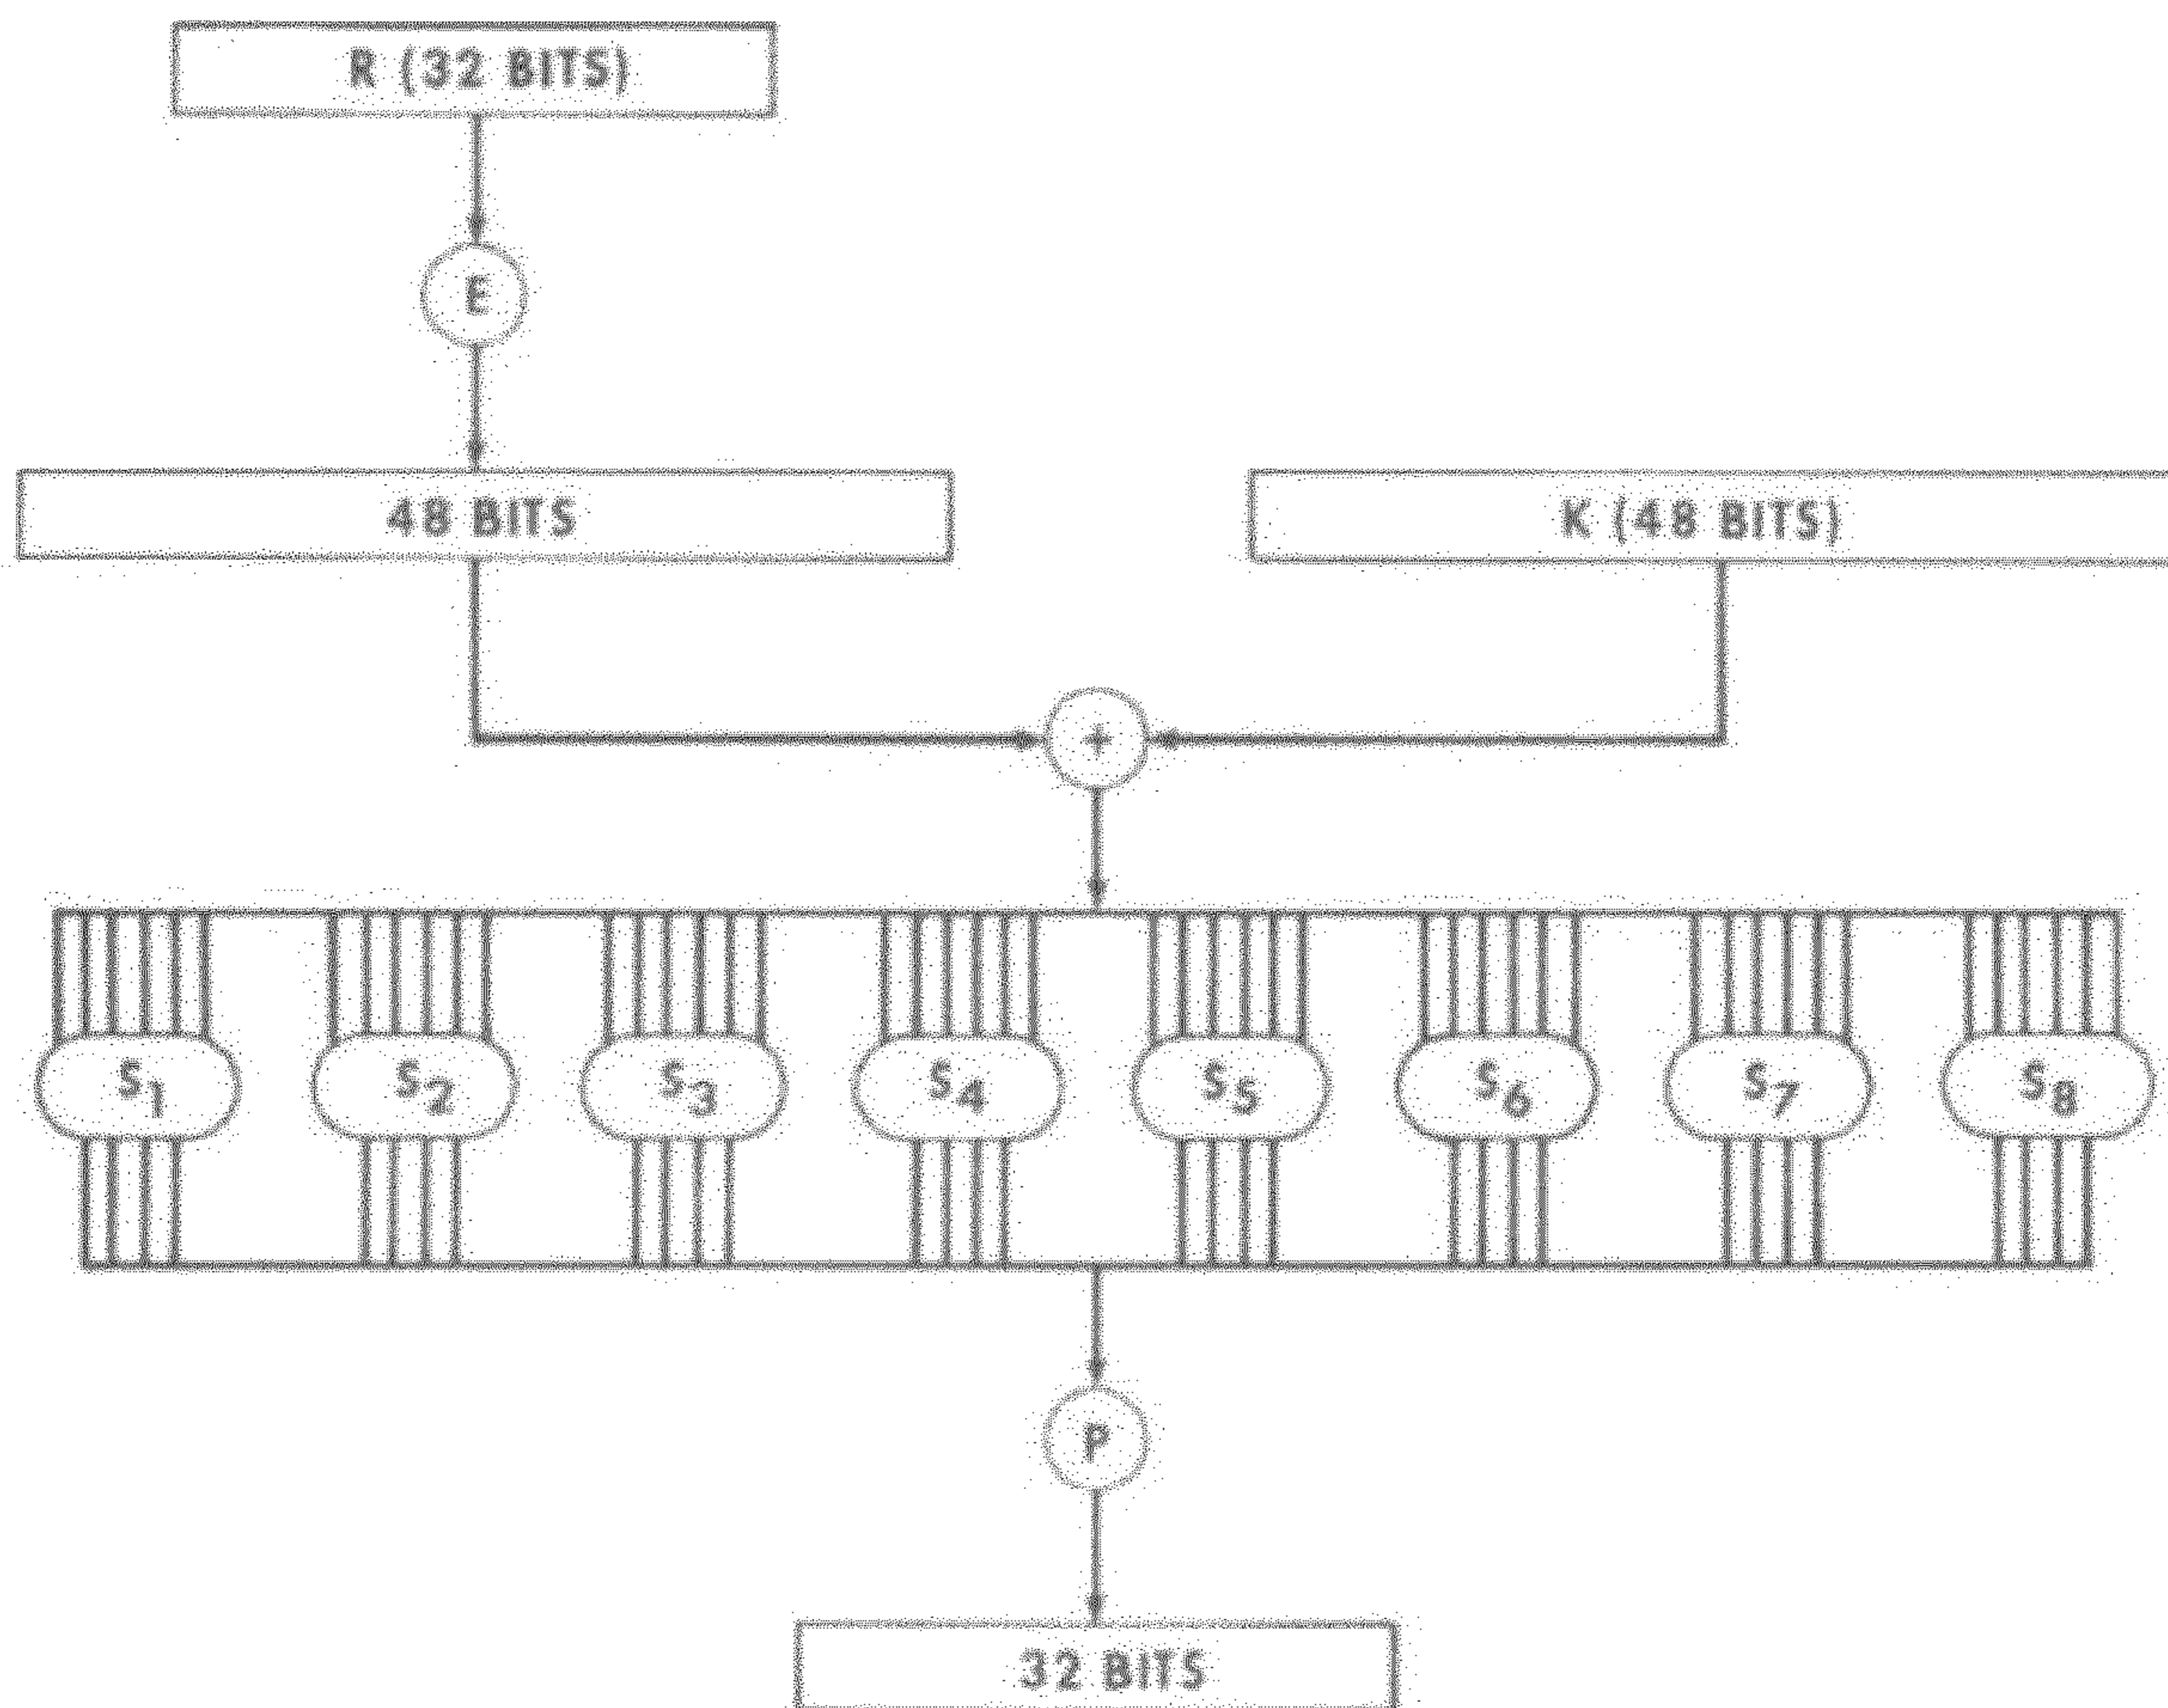 R (32 BITS)
E
48 BITS
K (48 BITS)
+
S1 S2 S3 S4 S5 S6 S7 S8
P
32 BITS